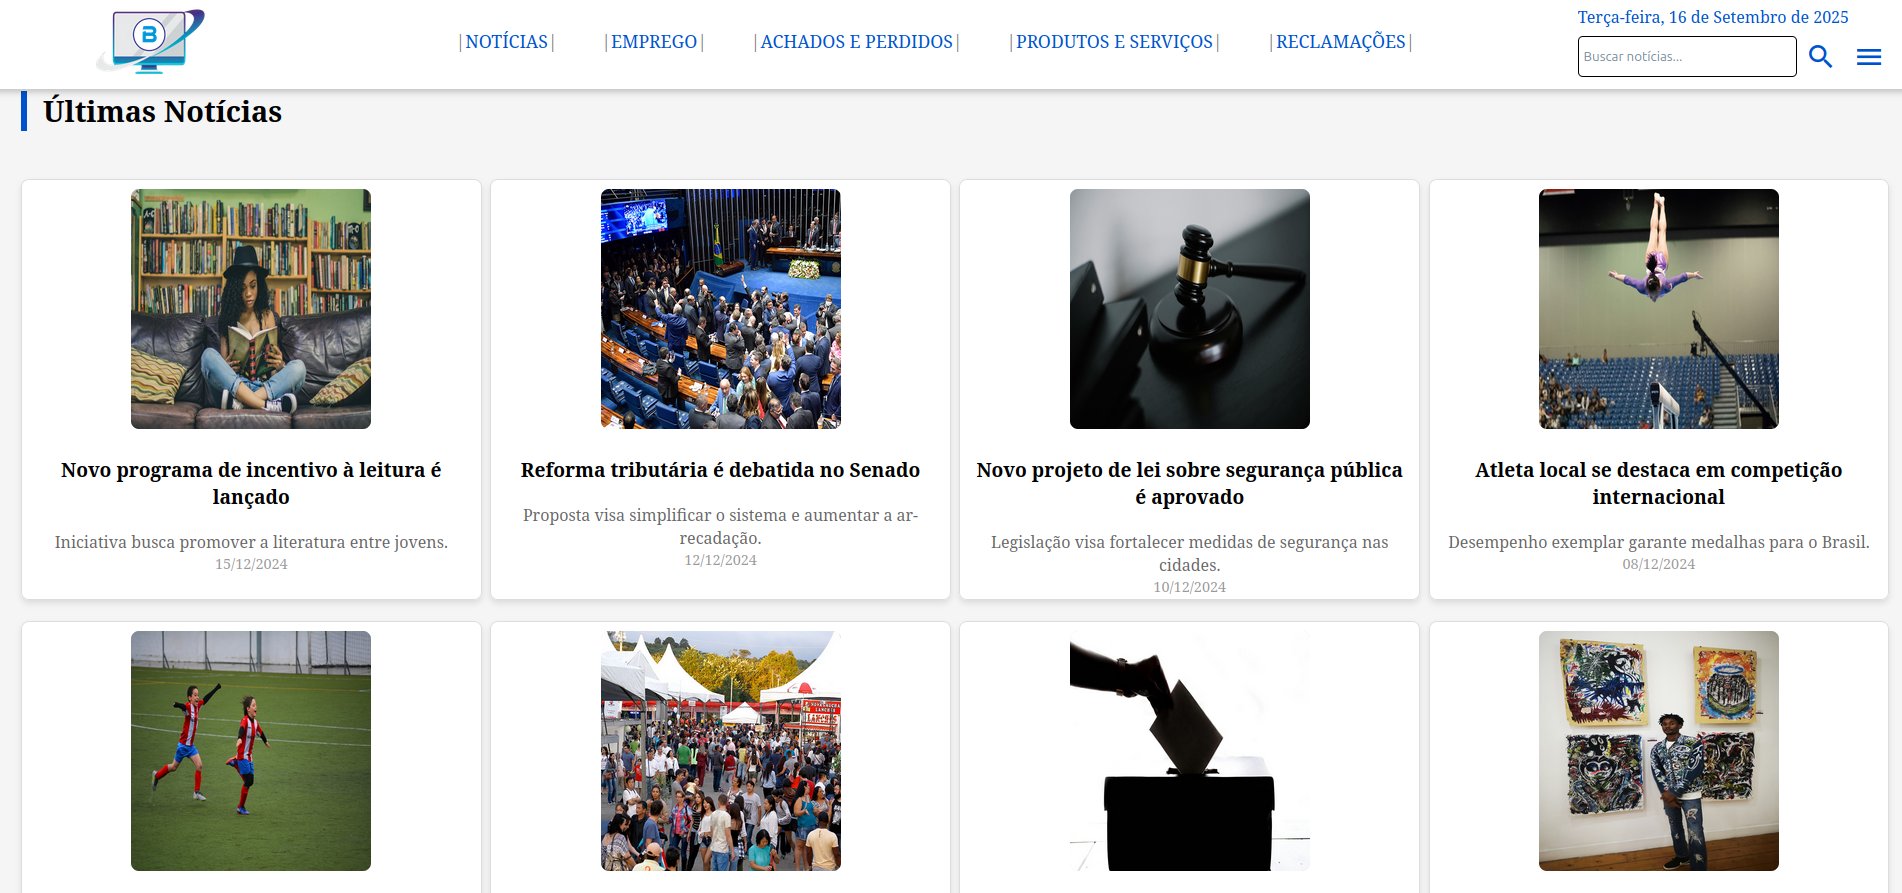 B
|NOTÍCIAS| |EMPREGO| |ACHADOS E PERDIDOS| |PRODUTOS E SERVIÇOS| |RECLAMAÇÕES|
Terça-feira, 16 de Setembro de 2025
Buscar notícias...
Últimas Notícias
Novo programa de incentivo à leitura é
lançado
Iniciativa busca promover a literatura entre jovens.
15/12/2024
Reforma tributária é debatida no Senado
Proposta visa simplificar o sistema e aumentar a ar-
recadação.
12/12/2024
Novo projeto de lei sobre segurança pública
é aprovado
Legislação visa fortalecer medidas de segurança nas
cidades.
10/12/2024
Atleta local se destaca em competição
internacional
Desempenho exemplar garante medalhas para o Brasil.
08/12/2024